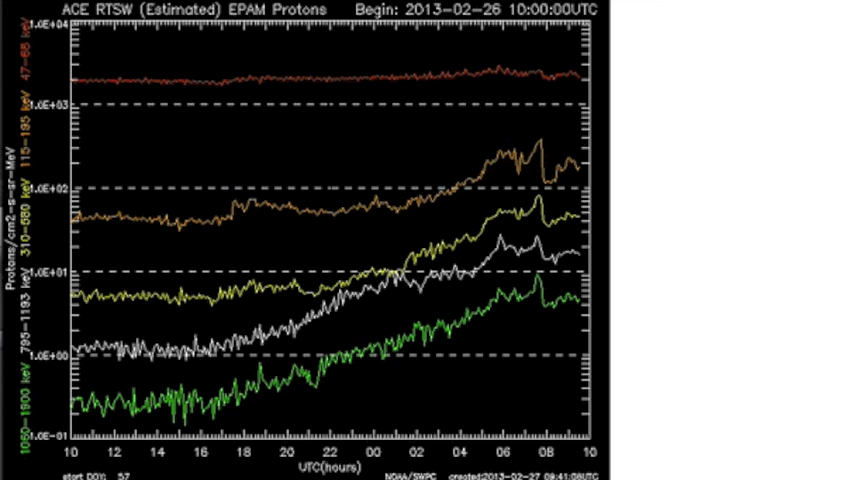 ACE RTSW (Estimated) EPAM Protons Begin: 2013-02-26 10:00:00UTC
1.0E+04
1.0E+03
1.0E+02
1.0E+01
1.0E+00
1.0E-01
Protons/cm2-s-sr-MeV
47-65 keV
115-195 keV
310-580 keV
795-1193 keV
1060-1900 keV
10 12 14 16 18 20 22 00 02 04 06 08 10
UTC(hours)
start DOY: 57 NOAA/SWPC created:2013-02-27 09:41:06UTC